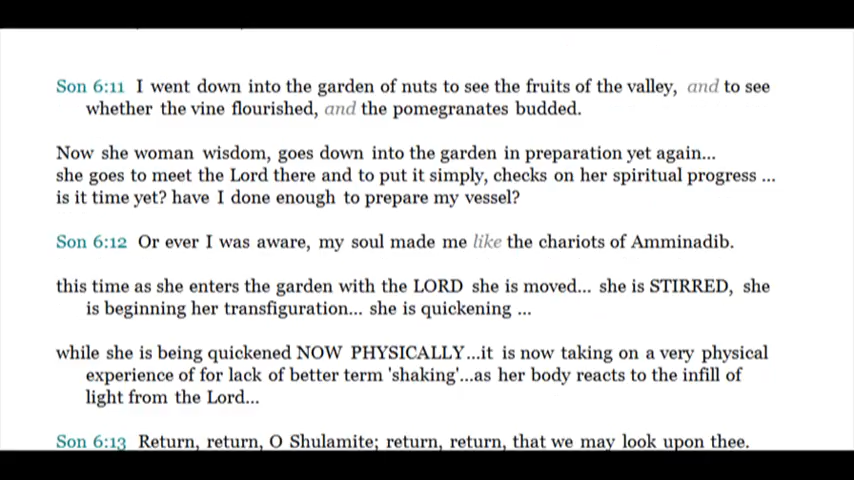 Son 6:11 I went down into the garden of nuts to see the fruits of the valley, and to see
whether the vine flourished, and the pomegranates budded.
Now she woman wisdom, goes down into the garden in preparation yet again...
she goes to meet the Lord there and to put it simply, checks on her spiritual progress ...
is it time yet? have I done enough to prepare my vessel?
Son 6:12 Or ever I was aware, my soul made me like the chariots of Amminadib.
this time as she enters the garden with the LORD she is moved... she is STIRRED, she
is beginning her transfiguration... she is quickening ...
while she is being quickened NOW PHYSICALLY...it is now taking on a very physical
experience of for lack of better term 'shaking'...as her body reacts to the infill of
light from the Lord...
Son 6:13 Return, return, O Shulamite; return, return, that we may look upon thee.